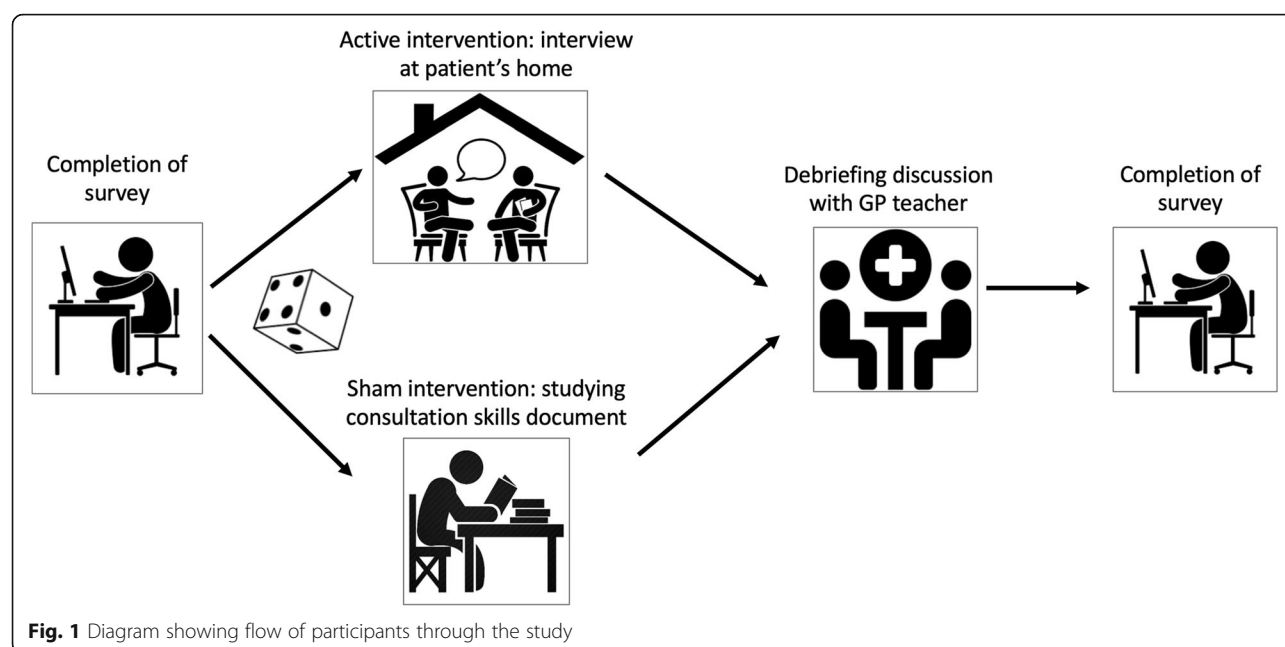 Active intervention: interview
at patient's home
Completion of
survey
Debriefing discussion
with GP teacher
Completion of
survey
Sham intervention: studying
consultation skills document
Fig. 1 Diagram showing flow of participants through the study